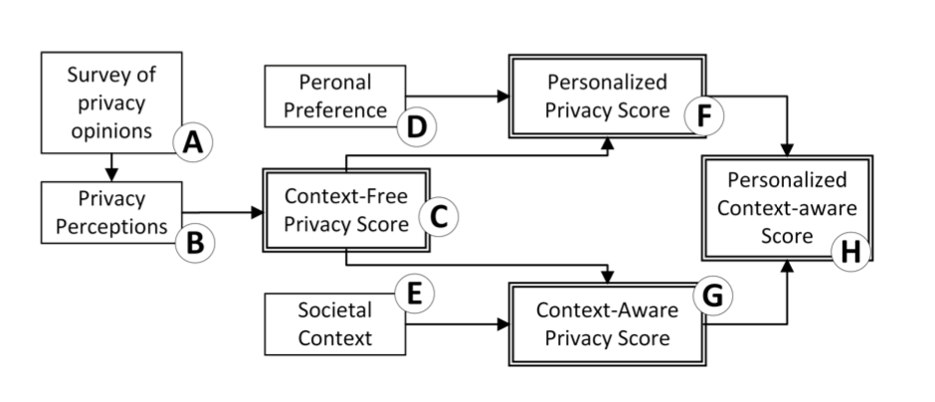 Survey of
privacy
opinions
A
Privacy
Perceptions
B
Peronal
Preference
D
Context-Free
Privacy Score
C
Societal
Context
E
Personalized
Privacy Score
F
Context-Aware
Privacy Score
G
Personalized
Context-aware
Score
H